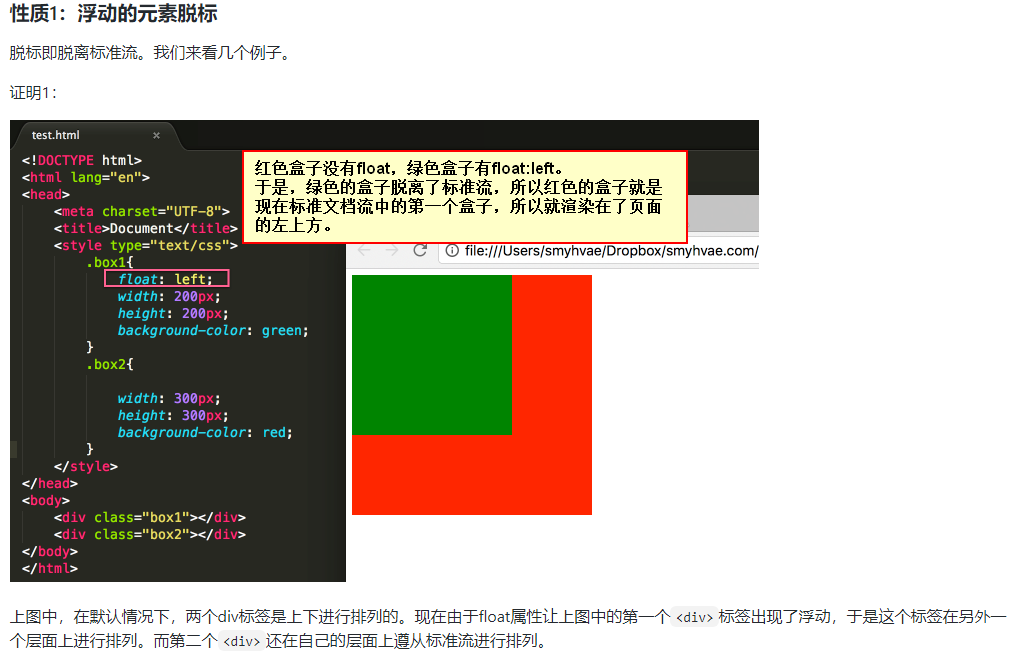 性质1：浮动的元素脱标
脱标即脱离标准流。我们来看几个例子。
证明1：
test.html ×
<!DOCTYPE html>
<html lang="en">
<head>
<meta charset="UTF-8">
<title>Document</title>
<style type="text/css">
.box1{
float: left;
width: 200px;
height: 200px;
background-color: green;
}
.box2{
width: 300px;
height: 300px;
background-color: red;
}
</style>
</head>
<body>
<div class="box1"></div>
<div class="box2"></div>
</body>
</html>
红色盒子没有float，绿色盒子有float:left。
于是，绿色的盒子脱离了标准流，所以红色的盒子就是
现在标准文档流中的第一个盒子，所以就渲染在了页面
的左上方。
file:///Users/smyhvae/Dropbox/smyhvae.com/
上图中，在默认情况下，两个div标签是上下进行排列的。现在由于float属性让上图中的第一个 <div> 标签出现了浮动，于是这个标签在另外一
个层面上进行排列。而第二个 <div> 还在自己的层面上遵从标准流进行排列。